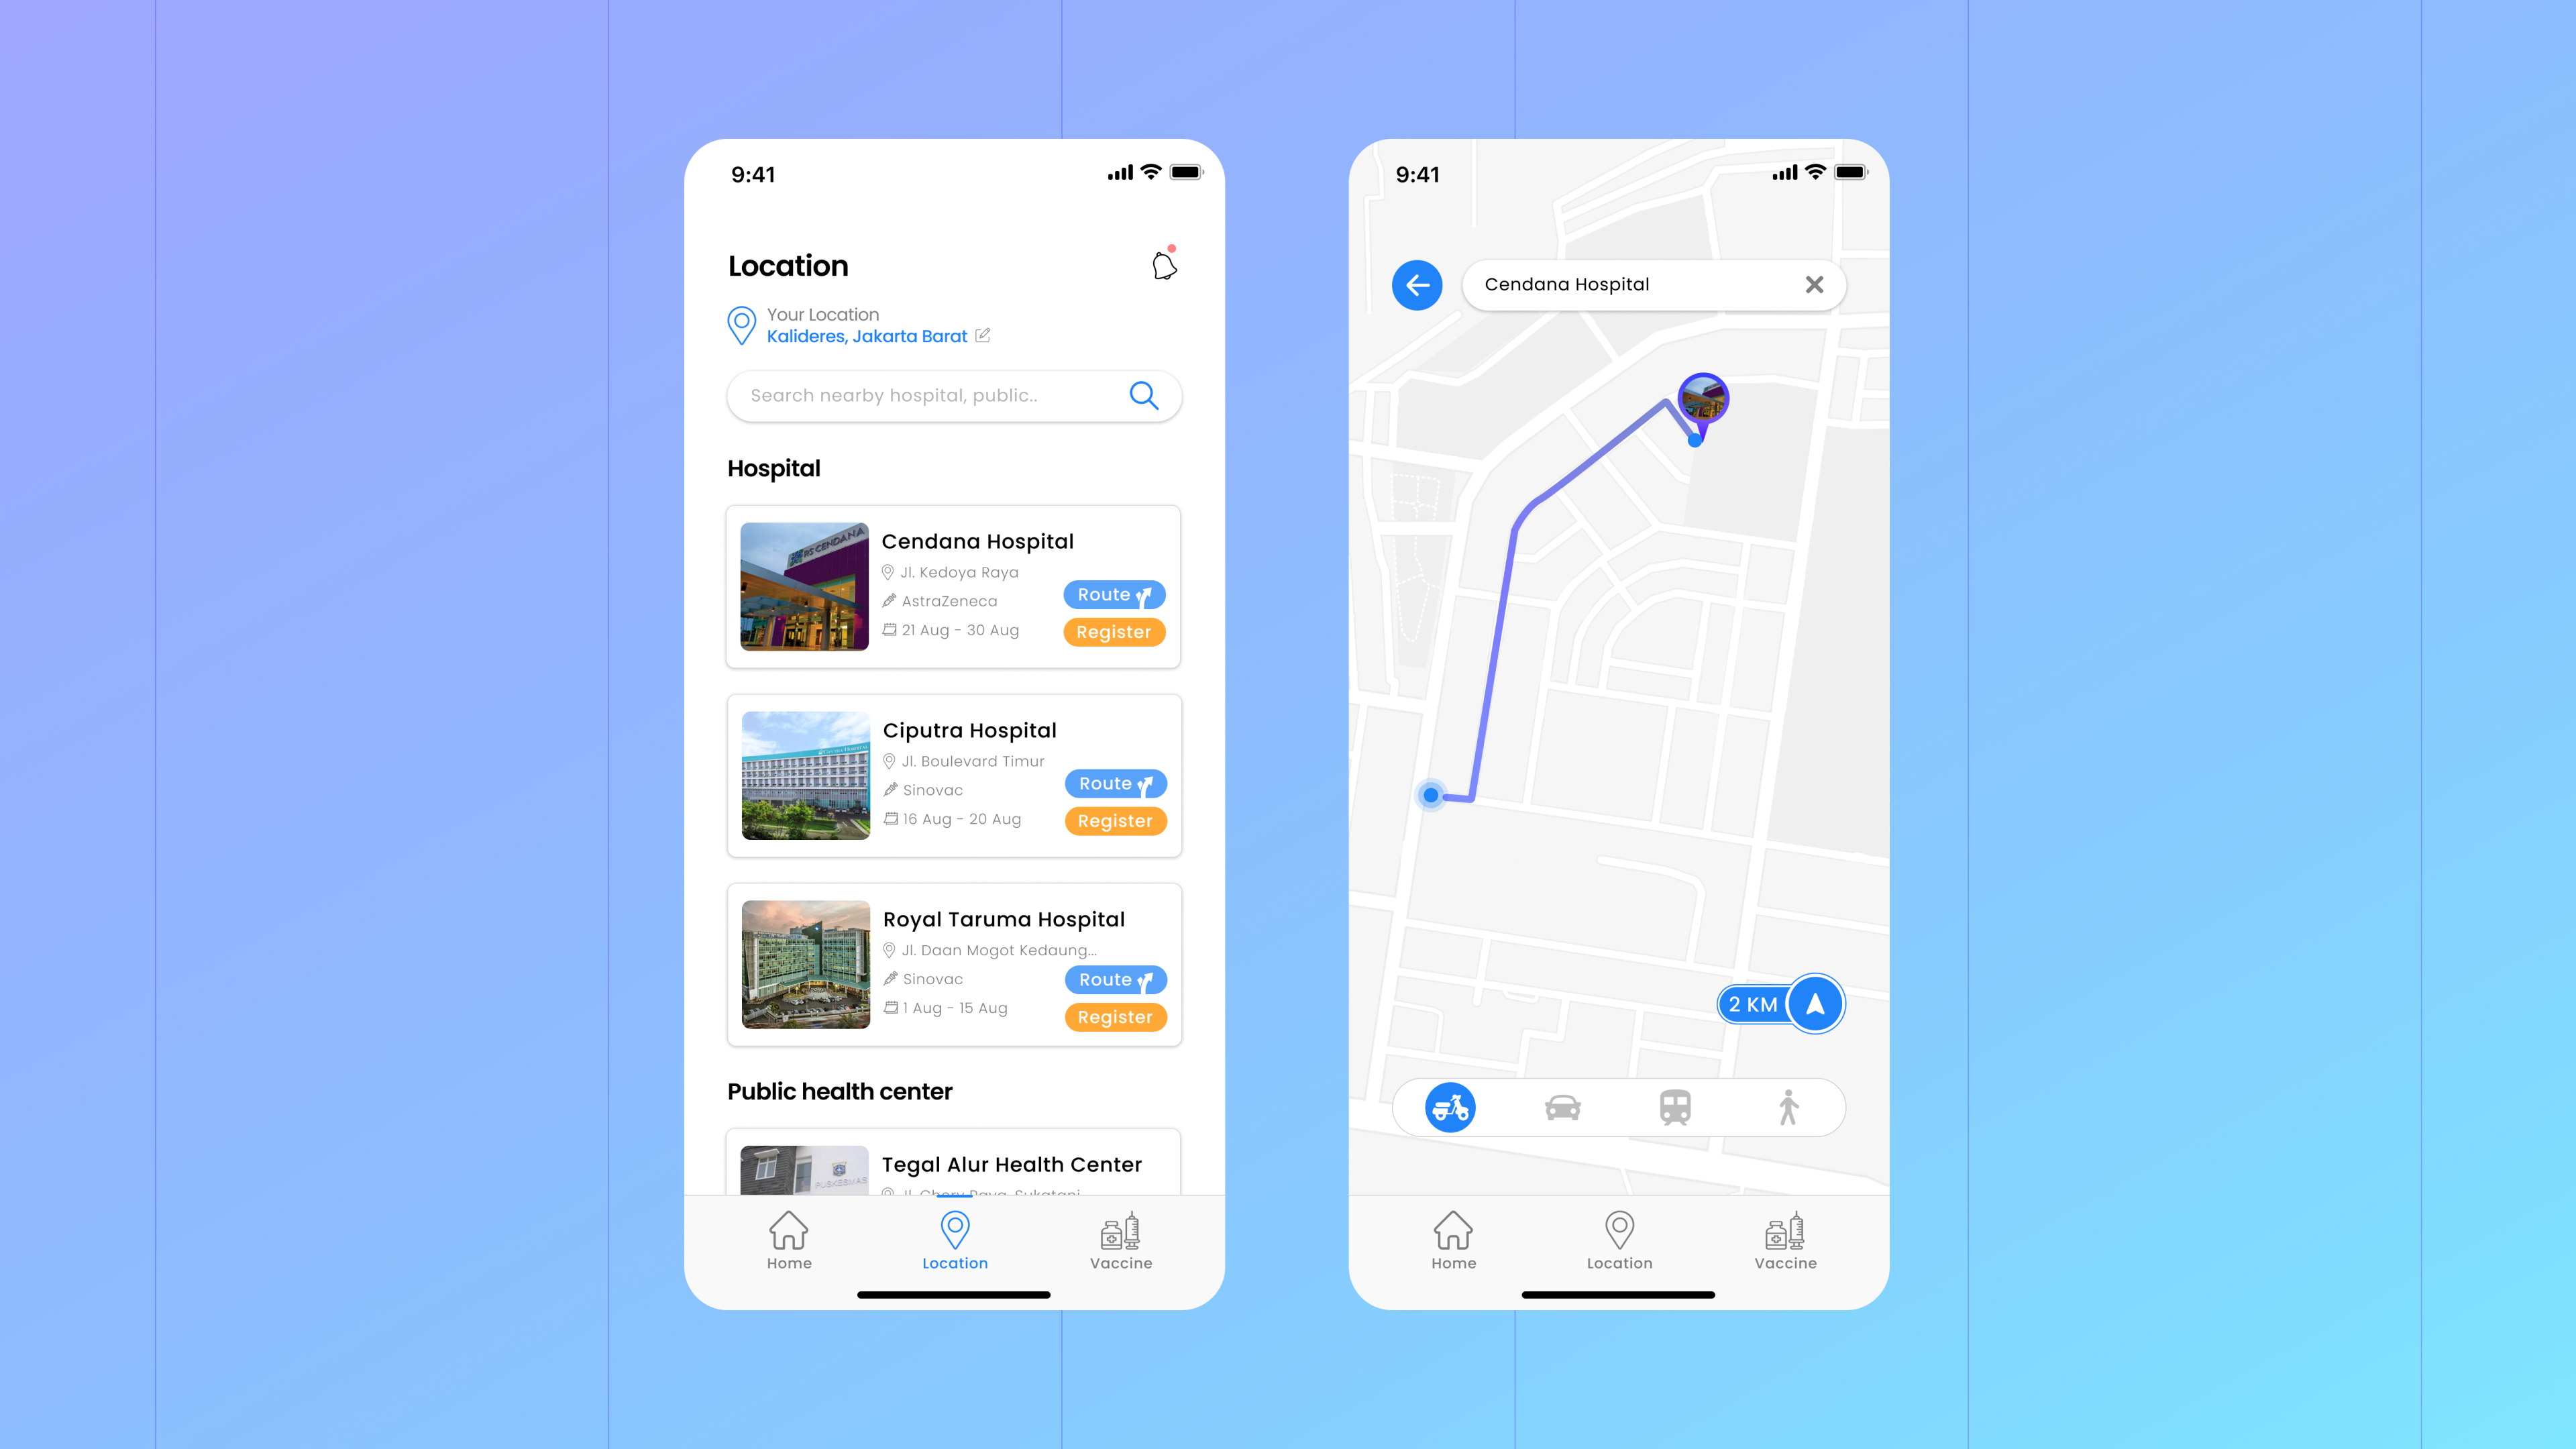 9:41
Location
Your Location
Kalideres, Jakarta Barat
Search nearby hospital, public..
Hospital
RS CENDANA
Cendana Hospital
Jl. Kedoya Raya
AstraZeneca
21 Aug - 30 Aug
Route
Register
Ciputra Hospital
Jl. Boulevard Timur
Sinovac
16 Aug - 20 Aug
Route
Register
Royal Taruma Hospital
Jl. Daan Mogot Kedaung...
Sinovac
1 Aug - 15 Aug
Route
Register
Public health center
PUSKESMAS
Tegal Alur Health Center
Home
Location
Vaccine
9:41
Cendana Hospital
2 KM
Home
Location
Vaccine